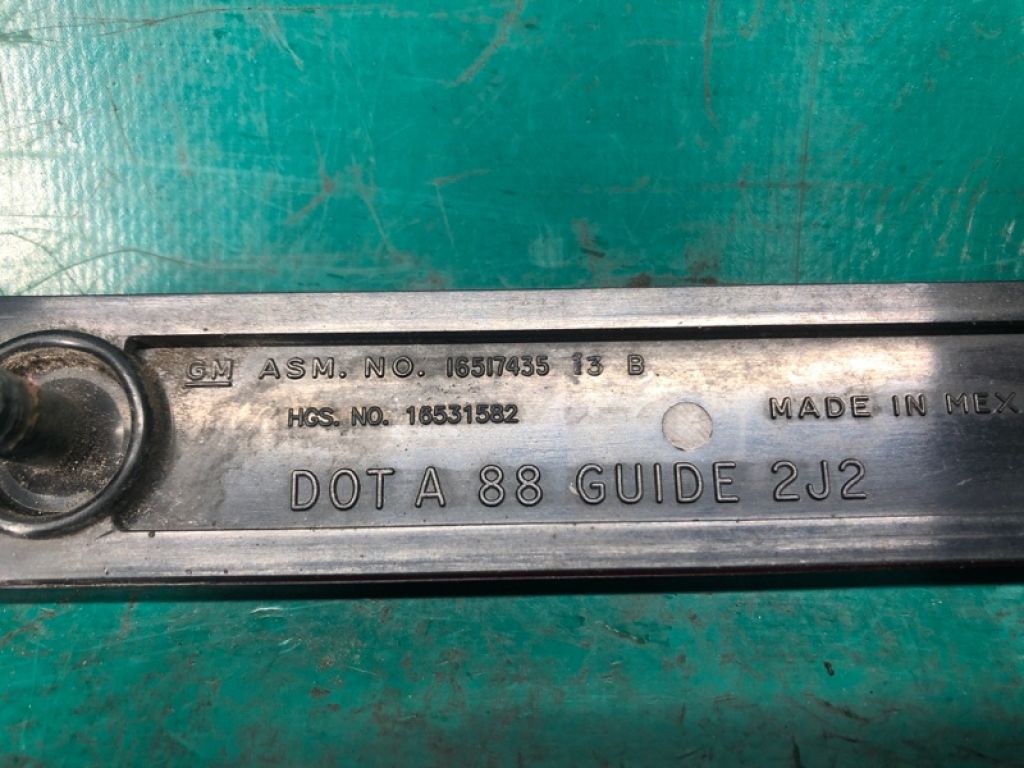 GM ASM. NO. 16517435 13 B
HGS. NO. 16531582
MADE IN MEX.
DOT A 88 GUIDE 2J2